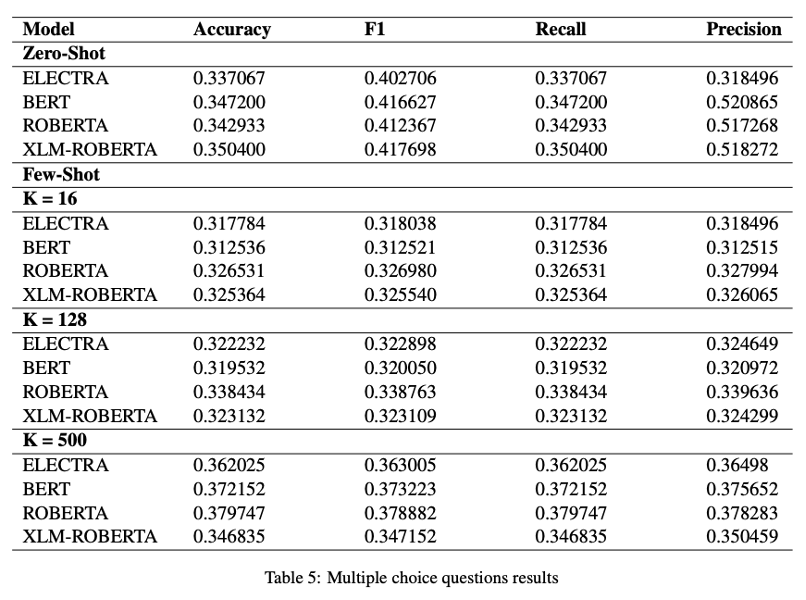 Model Accuracy F1 Recall Precision
Zero-Shot
ELECTRA 0.337067 0.402706 0.337067 0.318496
BERT 0.347200 0.416627 0.347200 0.520865
ROBERTA 0.342933 0.412367 0.342933 0.517268
XLM-ROBERTA 0.350400 0.417698 0.350400 0.518272
Few-Shot
K = 16
ELECTRA 0.317784 0.318038 0.317784 0.318496
BERT 0.312536 0.312521 0.312536 0.312515
ROBERTA 0.326531 0.326980 0.326531 0.327994
XLM-ROBERTA 0.325364 0.325540 0.325364 0.326065
K = 128
ELECTRA 0.322232 0.322898 0.322232 0.324649
BERT 0.319532 0.320050 0.319532 0.320972
ROBERTA 0.338434 0.338763 0.338434 0.339636
XLM-ROBERTA 0.323132 0.323109 0.323132 0.324299
K = 500
ELECTRA 0.362025 0.363005 0.362025 0.36498
BERT 0.372152 0.373223 0.372152 0.375652
ROBERTA 0.379747 0.378882 0.379747 0.378283
XLM-ROBERTA 0.346835 0.347152 0.346835 0.350459
Table 5: Multiple choice questions results